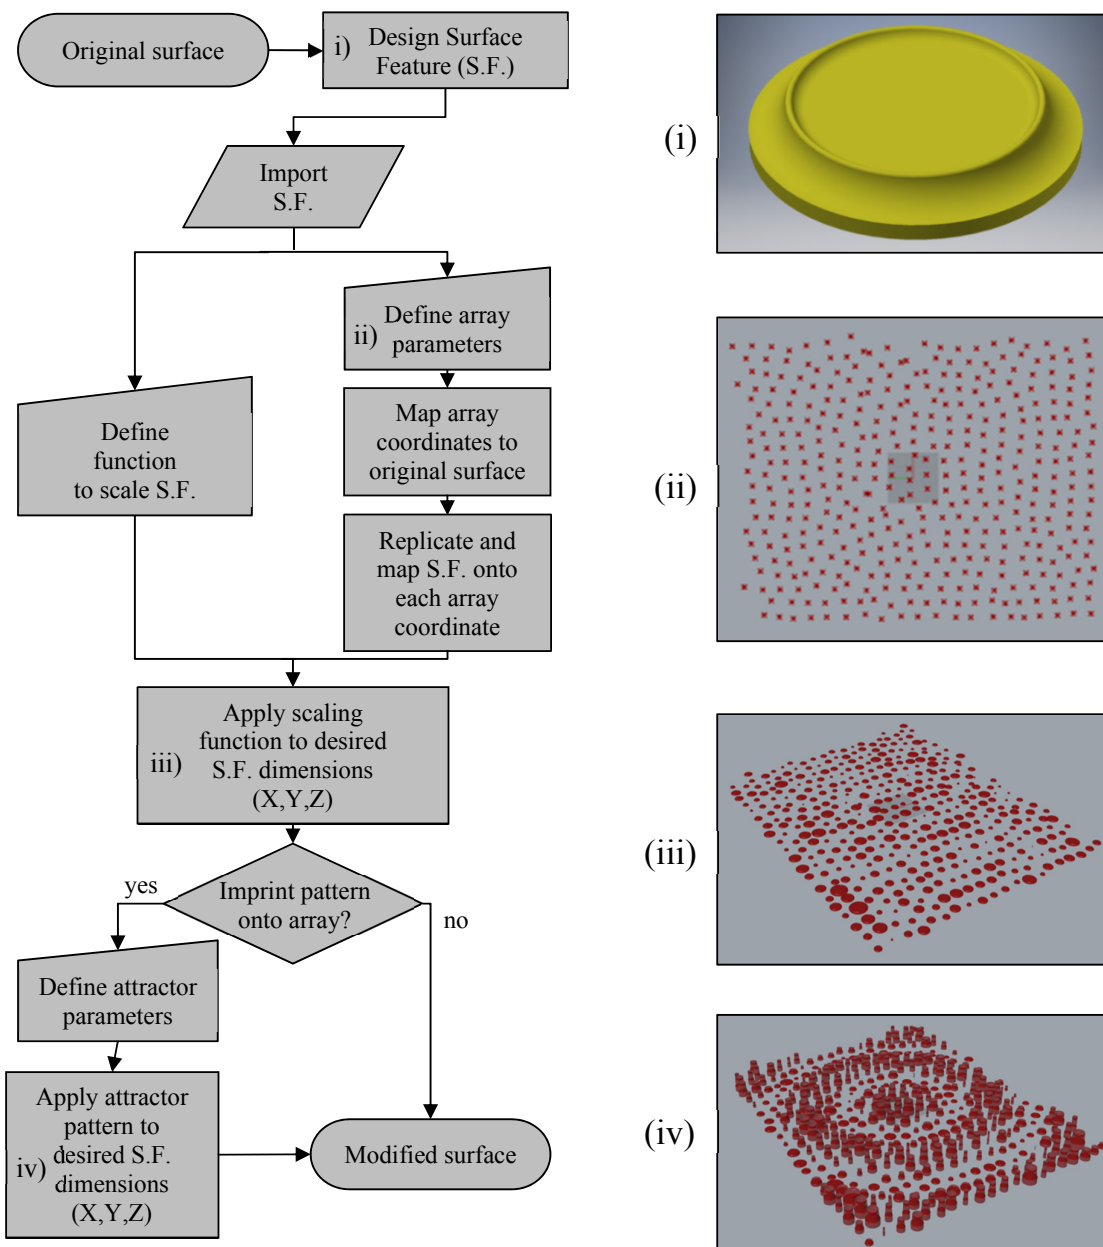 Original surface
i) Design Surface
Feature (S.F.)
Import
S.F.
ii) Define array
parameters
Define
function
to scale S.F.
Map array
coordinates to
original surface
Replicate and
map S.F. onto
each array
coordinate
iii) Apply scaling
function to desired
S.F. dimensions
(X,Y,Z)
Imprint pattern
onto array?
yes
no
Define attractor
parameters
iv) Apply attractor
pattern to
desired S.F.
dimensions
(X,Y,Z)
Modified surface
(i)
(ii)
(iii)
(iv)